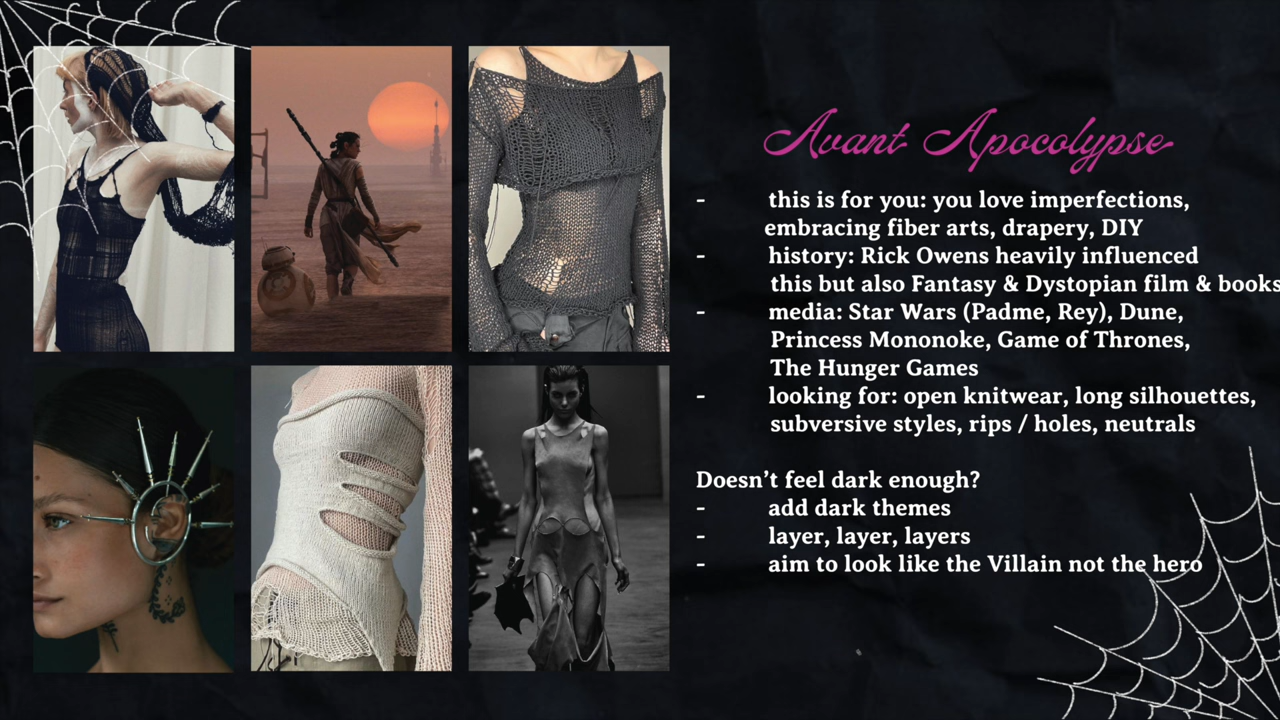 Avant Apocolypse
- this is for you: you love imperfections,
embracing fiber arts, drapery, DIY
- history: Rick Owens heavily influenced
this but also Fantasy & Dystopian film & books
- media: Star Wars (Padme, Rey), Dune,
Princess Mononoke, Game of Thrones,
The Hunger Games
- looking for: open knitwear, long silhouettes,
subversive styles, rips / holes, neutrals
Doesn't feel dark enough?
- add dark themes
- layer, layer, layers
- aim to look like the Villain not the hero